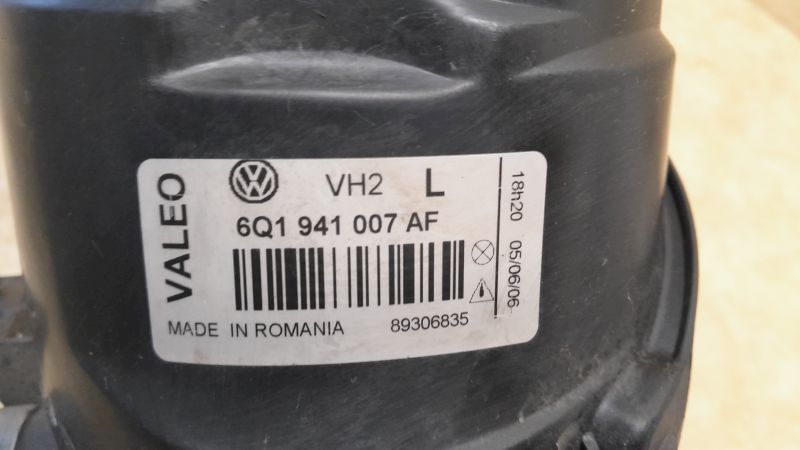 VALEO
VH2 L
6Q1 941 007 AF
MADE IN ROMANIA 89306835
18h20 05/06/06